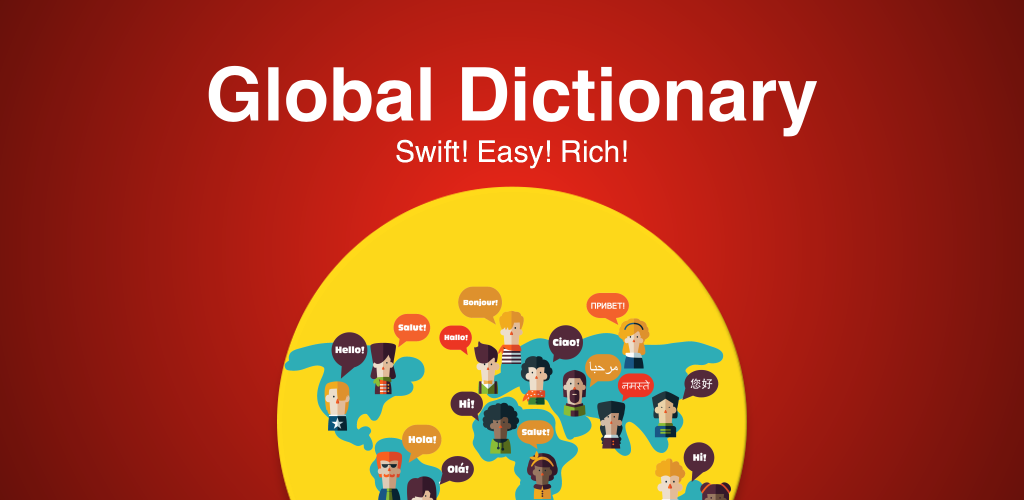 Global Dictionary
Swift! Easy! Rich!
Bonjour!
ПРИВЕТ!
Salut!
Hallo!
Hello!
Ciao!
مرحبا
नमस्ते
您好
Hi!
Hola!
Salut!
Olá!
Hi!